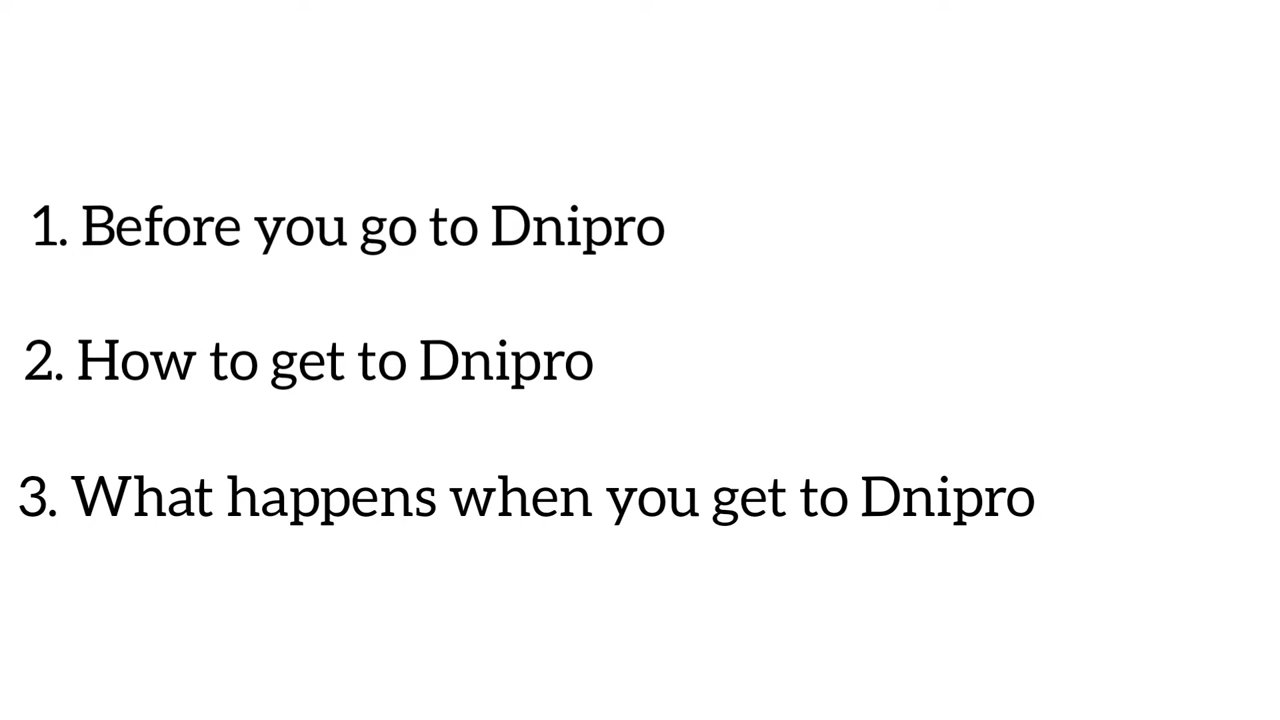 1. Before you go to Dnipro
2. How to get to Dnipro
3. What happens when you get to Dnipro